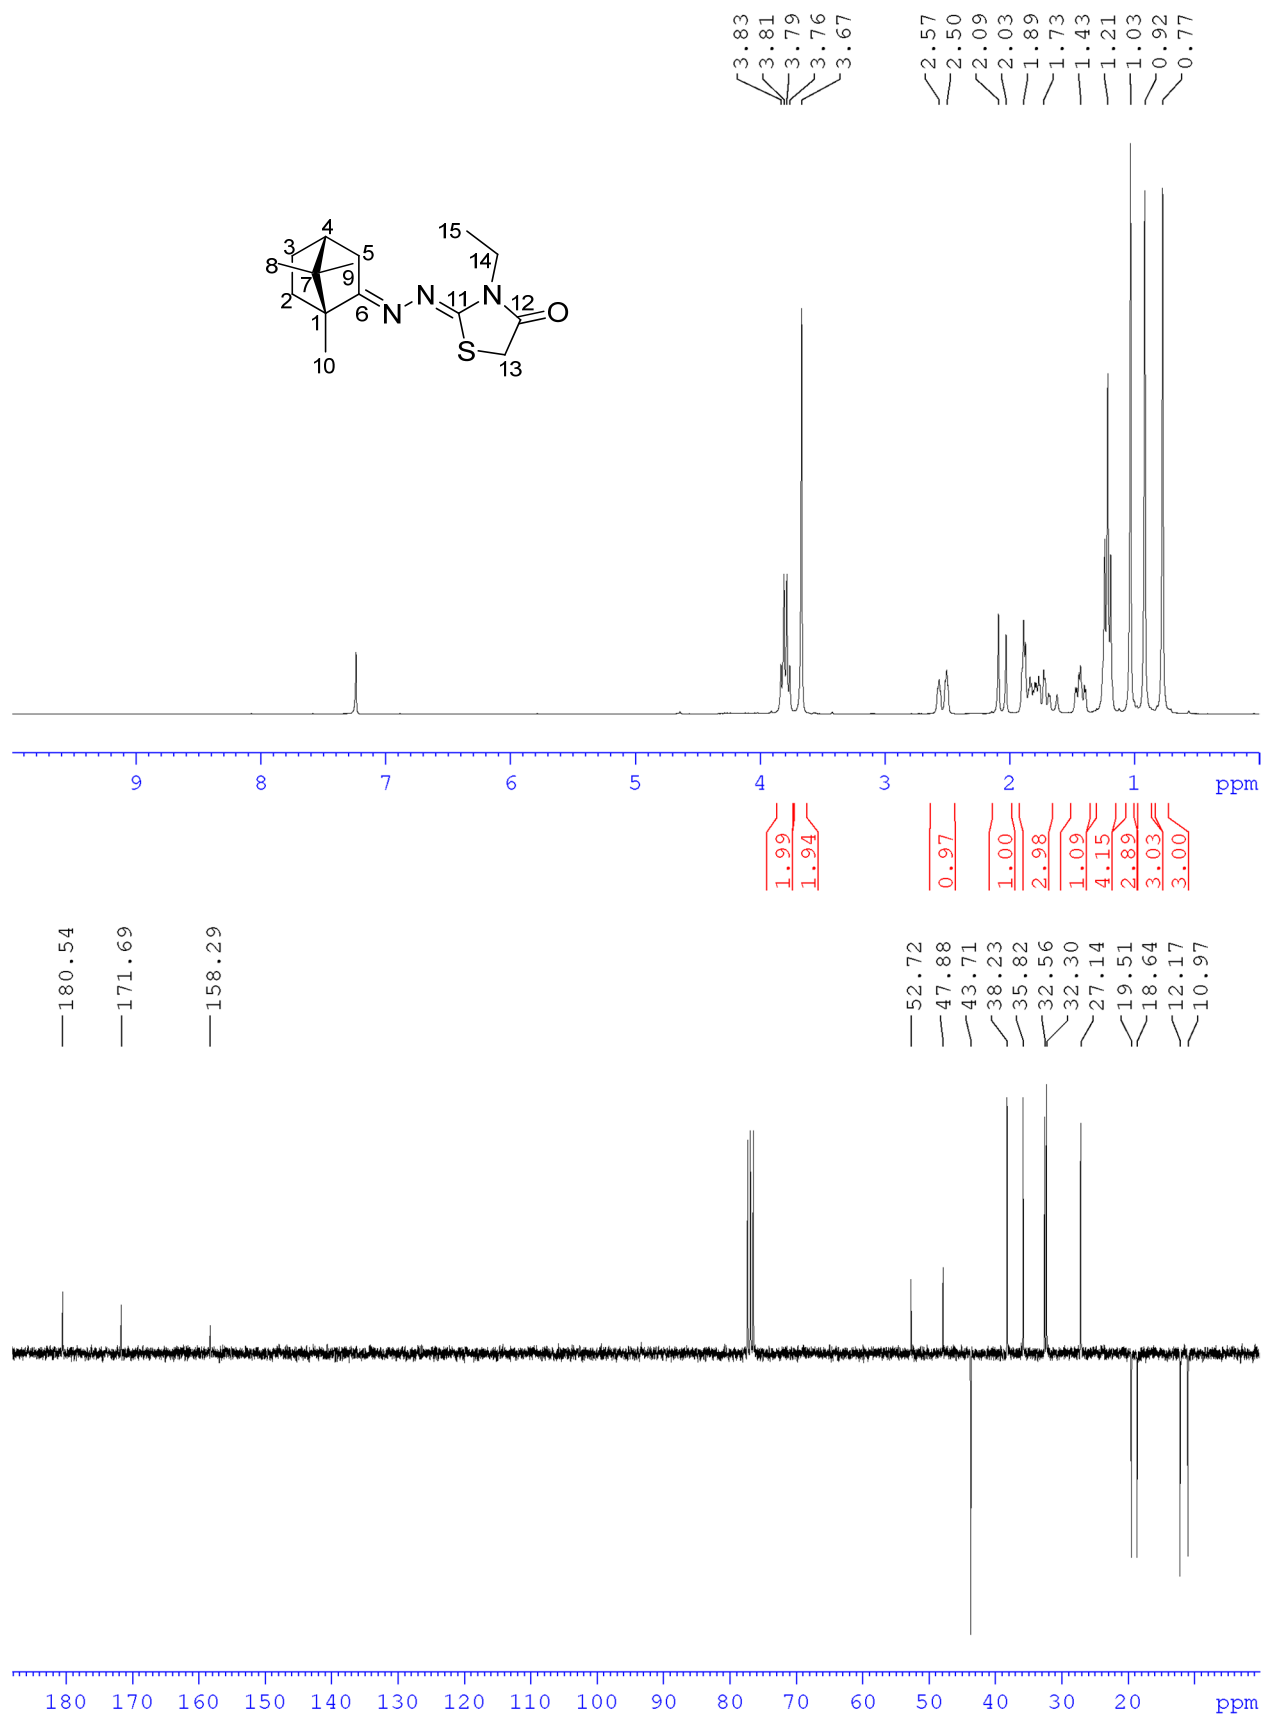 3.83 3.81 3.79 3.76 3.67 2.57 2.50 2.09 2.03 1.89 1.73 1.43 1.21 1.03 0.92 0.77
4 15
3 5
8 9 14
7
2 N N 11 N 12 O
1 6 N
10 S 13
9 8 7 6 5 4 3 2 1 ppm
1.99 1.94 0.97 1.00 2.98 1.09 4.15 2.89 3.03 3.00
180.54 171.69 158.29 52.72 47.88 43.71 38.23 35.82 32.56 32.30 27.14 19.51 18.64 12.17 10.97
180 170 160 150 140 130 120 110 100 90 80 70 60 50 40 30 20 ppm